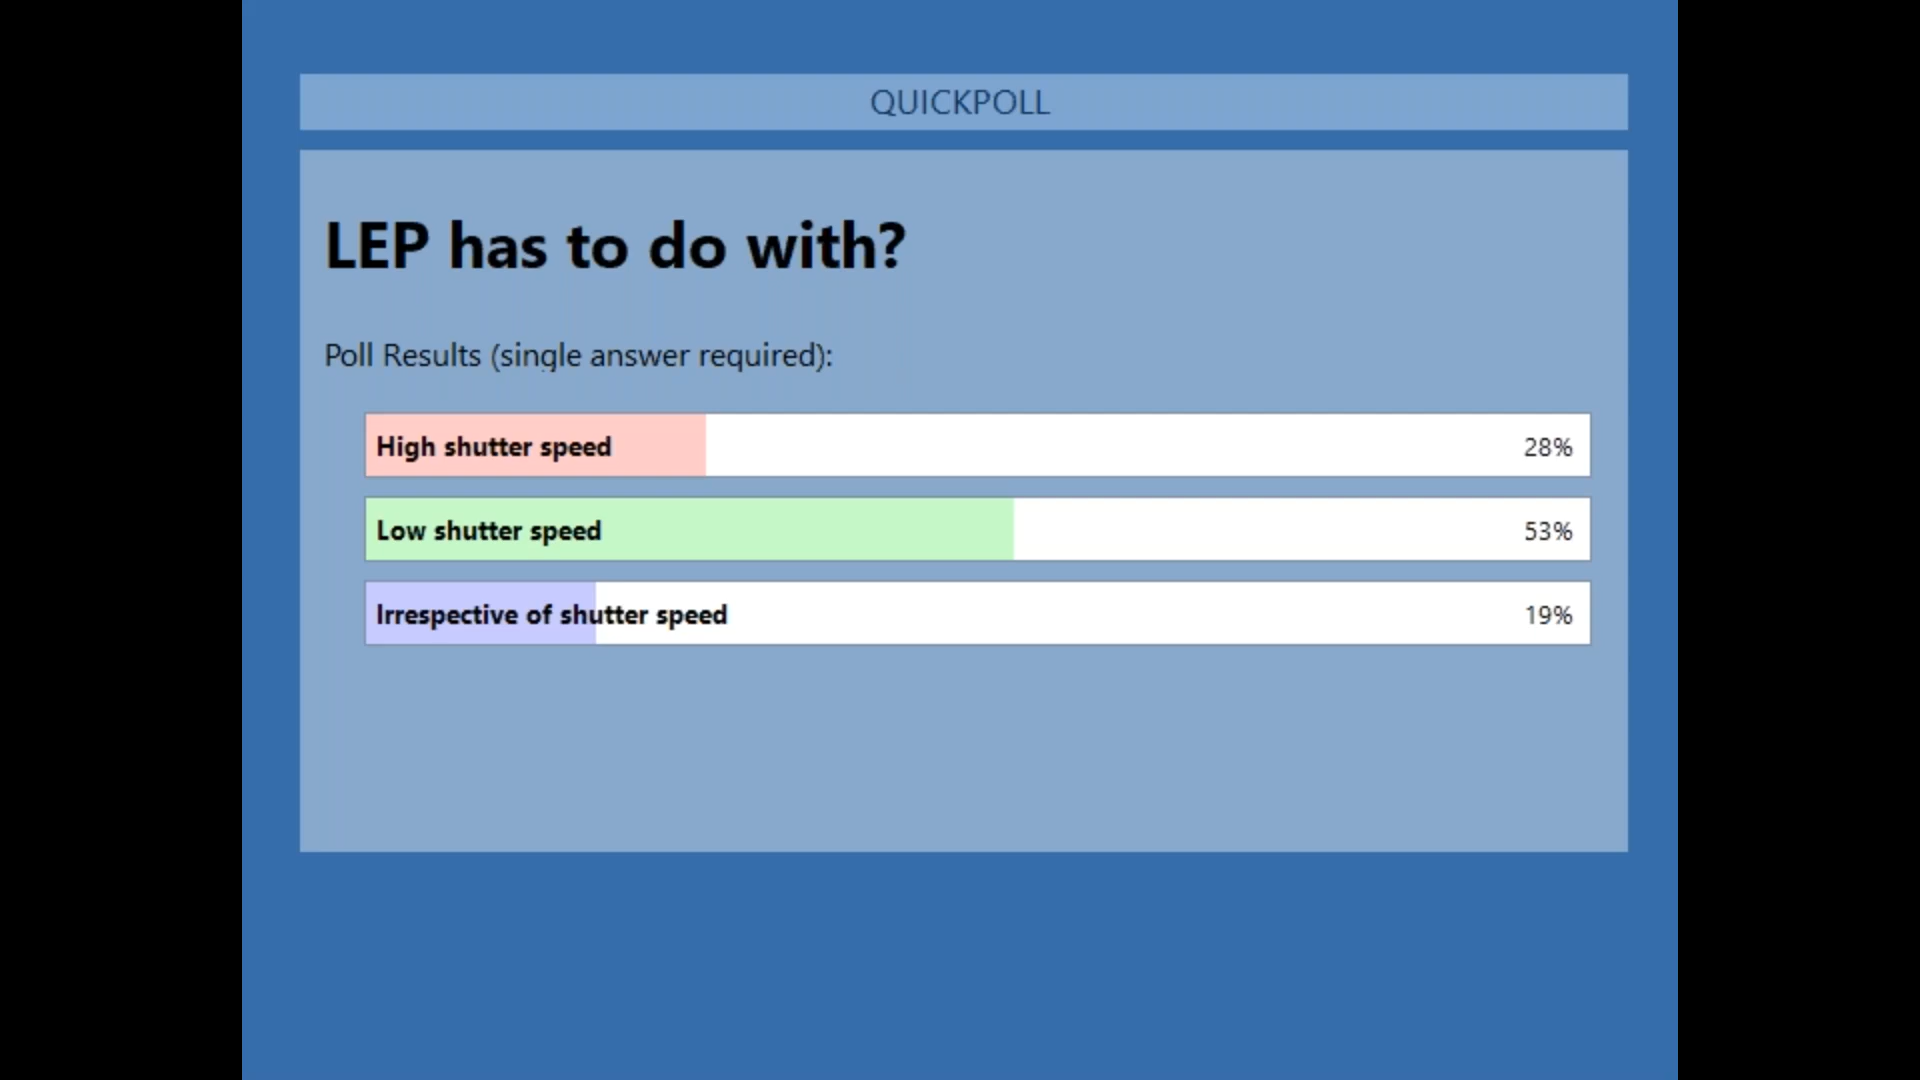 QUICKPOLL
LEP has to do with?
Poll Results (single answer required):
High shutter speed 28%
Low shutter speed 53%
Irrespective of shutter speed 19%